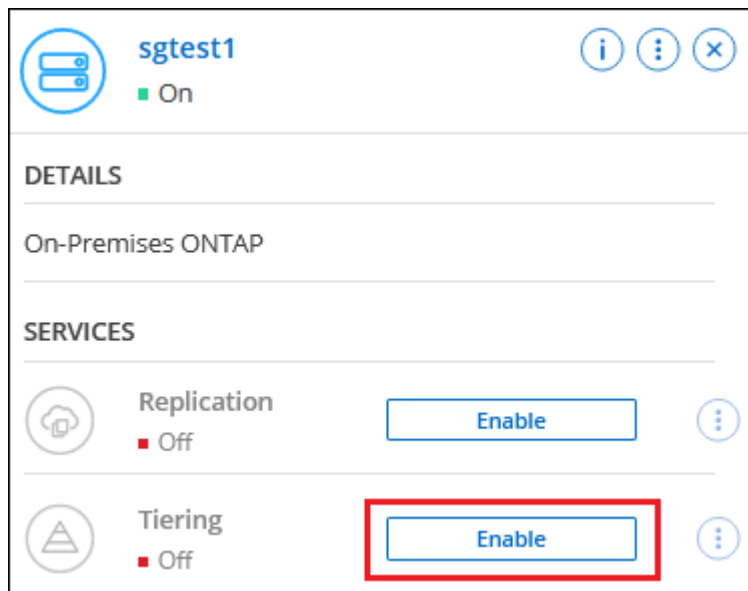 sgtest1
On
DETAILS
On-Premises ONTAP
SERVICES
Replication
Off
Enable
Tiering
Off
Enable